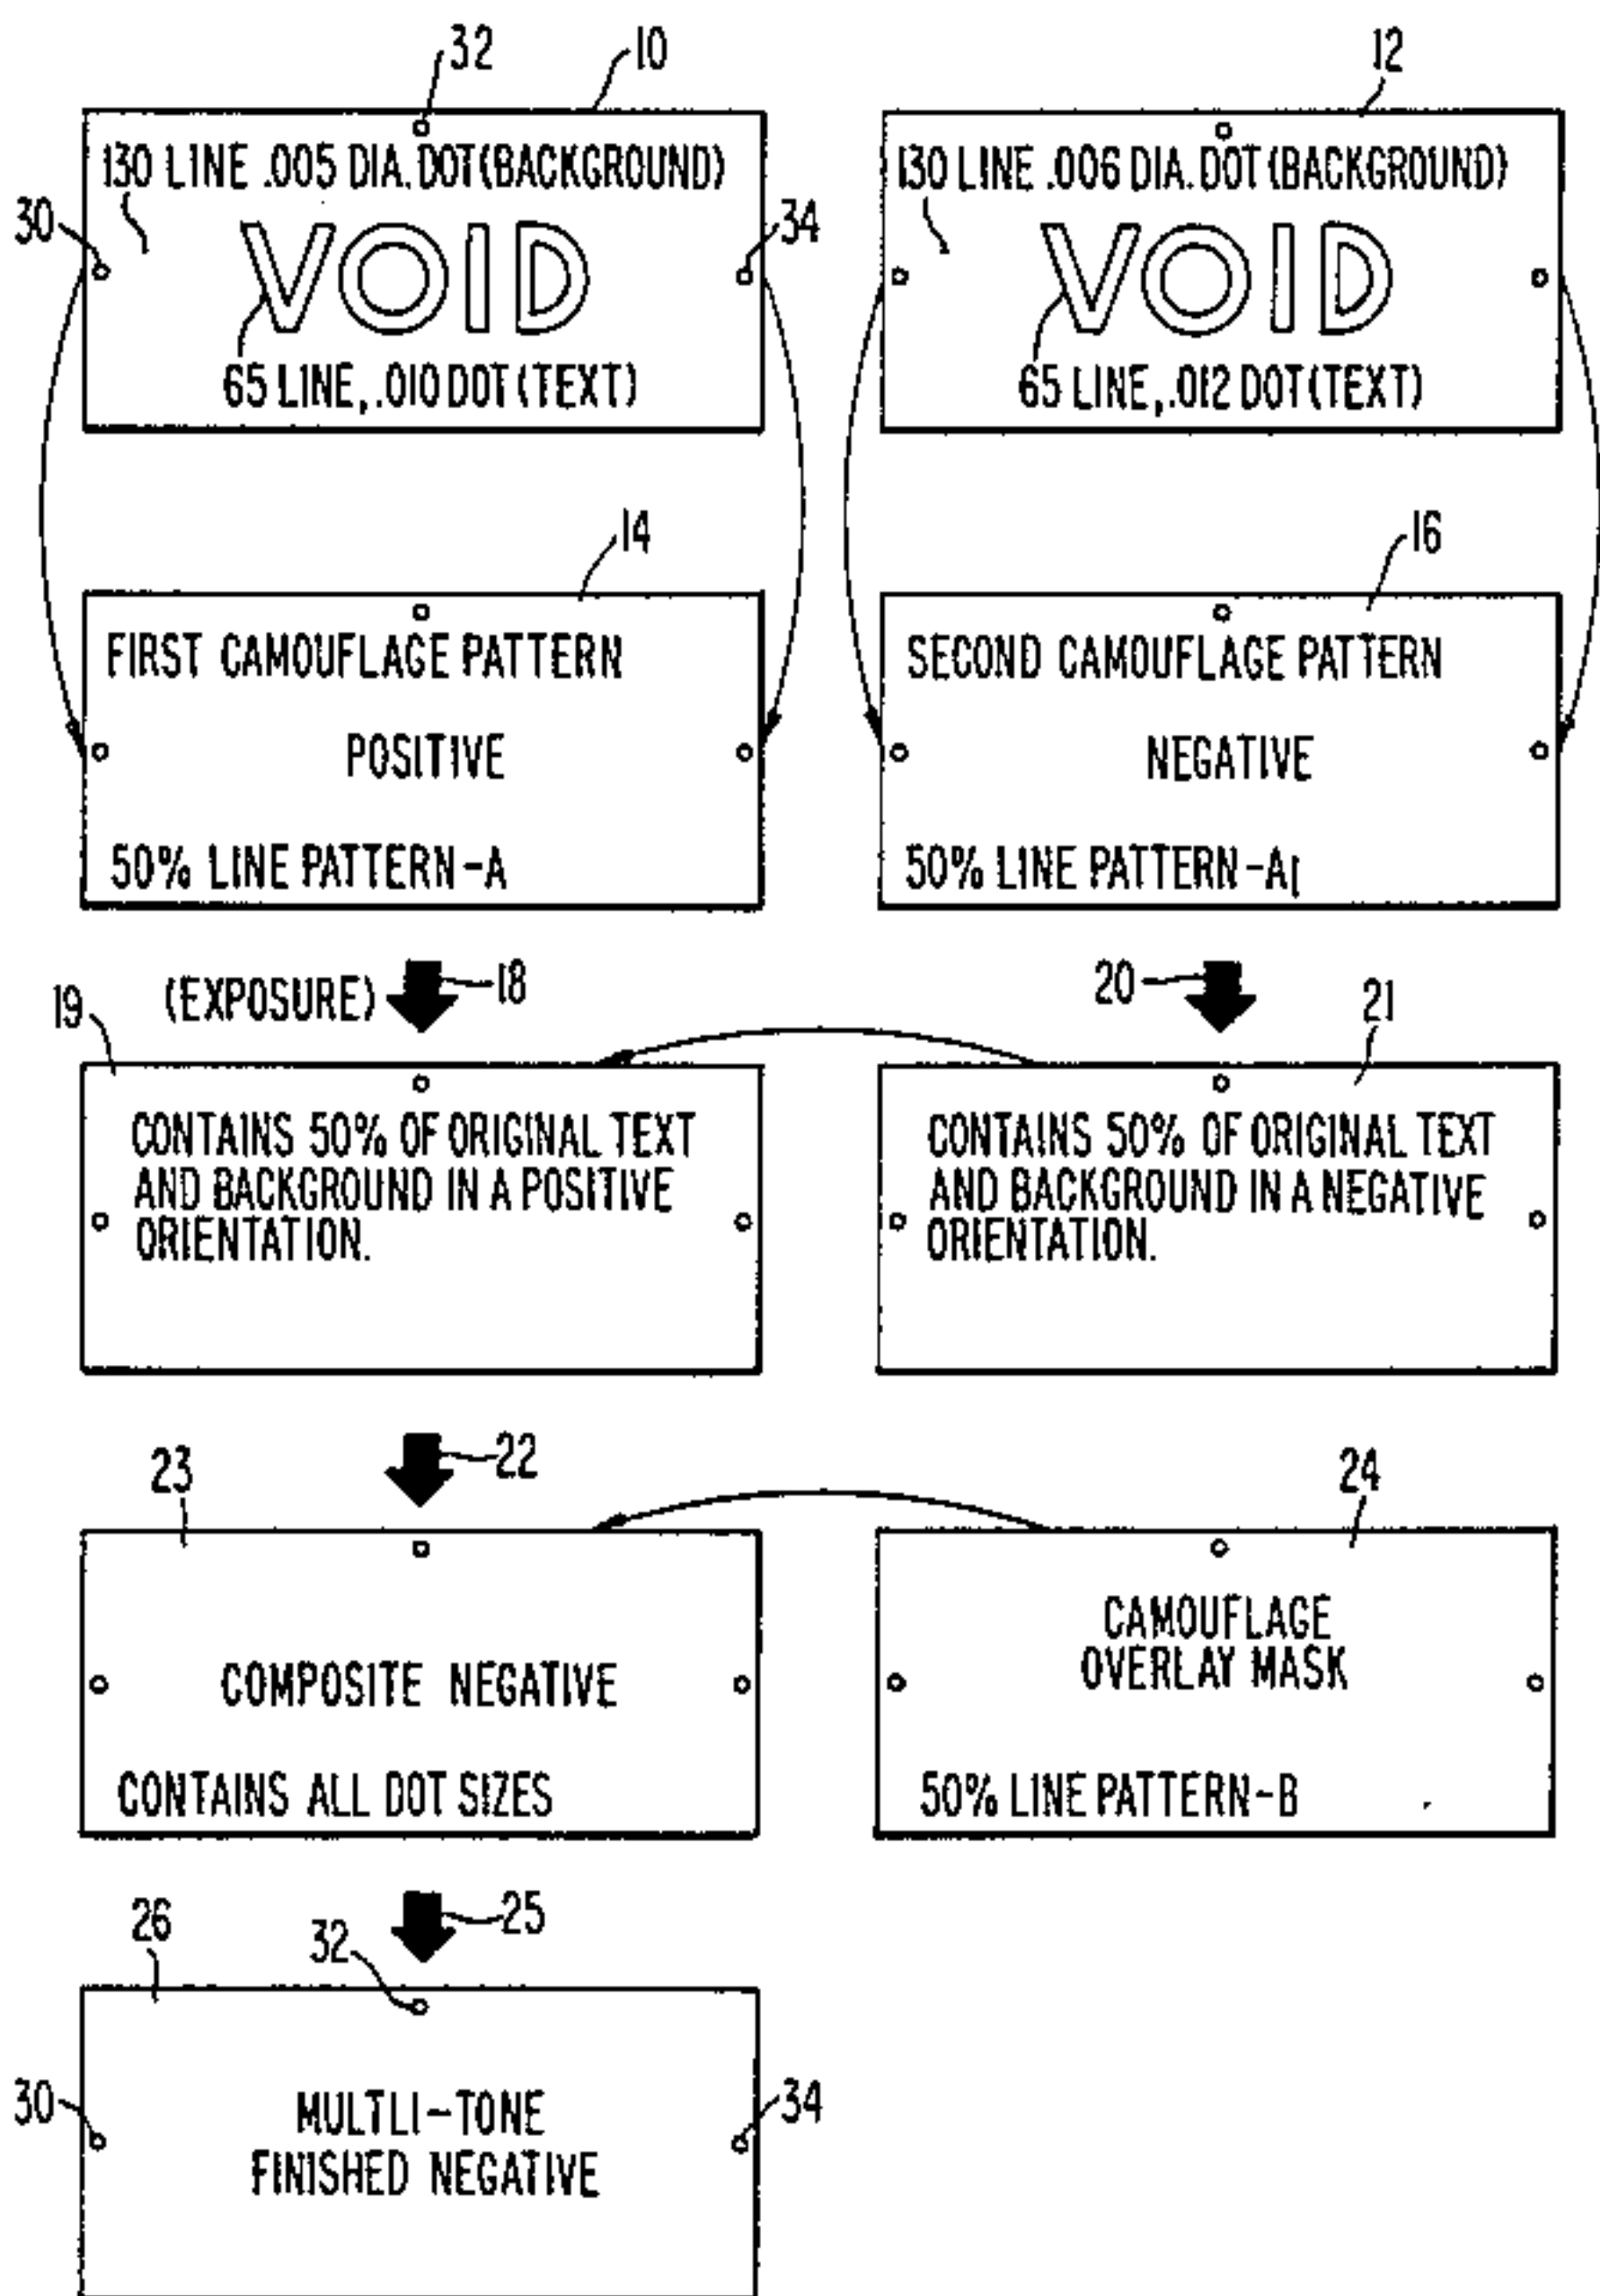 32
10
12
130 LINE .005 DIA. DOT (BACKGROUND)
130 LINE .006 DIA. DOT (BACKGROUND)
30
34
VOID
VOID
65 LINE, .010 DOT (TEXT)
65 LINE, .012 DOT (TEXT)
14
16
FIRST CAMOUFLAGE PATTERN
POSITIVE
50% LINE PATTERN-A
SECOND CAMOUFLAGE PATTERN
NEGATIVE
50% LINE PATTERN-A1
(EXPOSURE)
18
20
19
21
CONTAINS 50% OF ORIGINAL TEXT
AND BACKGROUND IN A POSITIVE
ORIENTATION.
CONTAINS 50% OF ORIGINAL TEXT
AND BACKGROUND IN A NEGATIVE
ORIENTATION.
22
23
24
COMPOSITE NEGATIVE
CONTAINS ALL DOT SIZES
CAMOUFLAGE
OVERLAY MASK
50% LINE PATTERN-B
25
26
32
30
34
MULTLI-TONE
FINISHED NEGATIVE